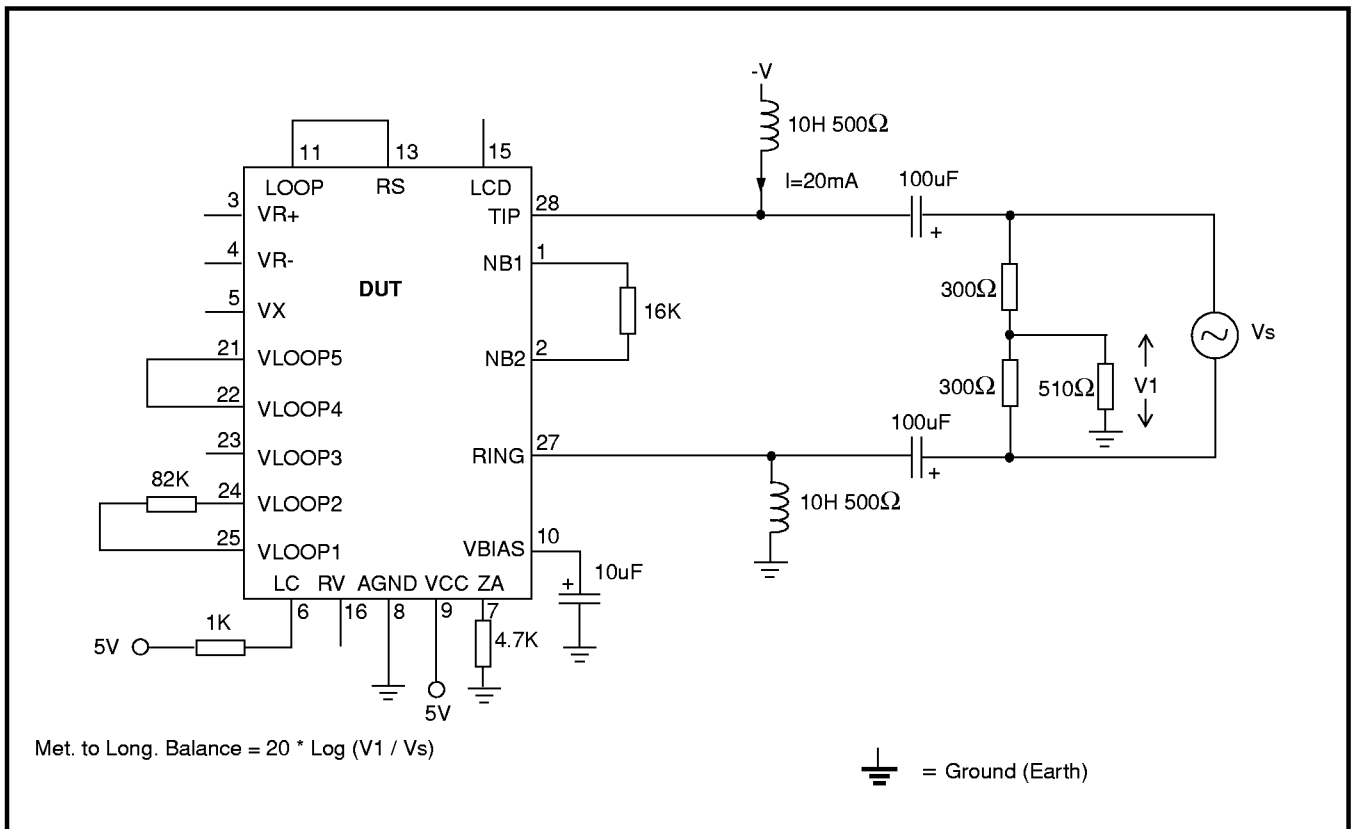 -V
10H 500Ω
11
13
15
LOOP
RS
LCD
I=20mA
100uF
+
3
VR+
TIP
28
4
VR-
NB1
1
DUT
300Ω
5
VX
16K
Vs
21
VLOOP5
NB2
2
22
VLOOP4
300Ω
510Ω
V1
100uF
+
23
VLOOP3
RING
27
82K
24
VLOOP2
10H 500Ω
25
VLOOP1
VBIAS
10
LC
RV
AGND
VCC
ZA
+
10uF
6
16
8
9
7
1K
4.7K
5V
5V
Met. to Long. Balance = 20 * Log (V1 / Vs)
= Ground (Earth)